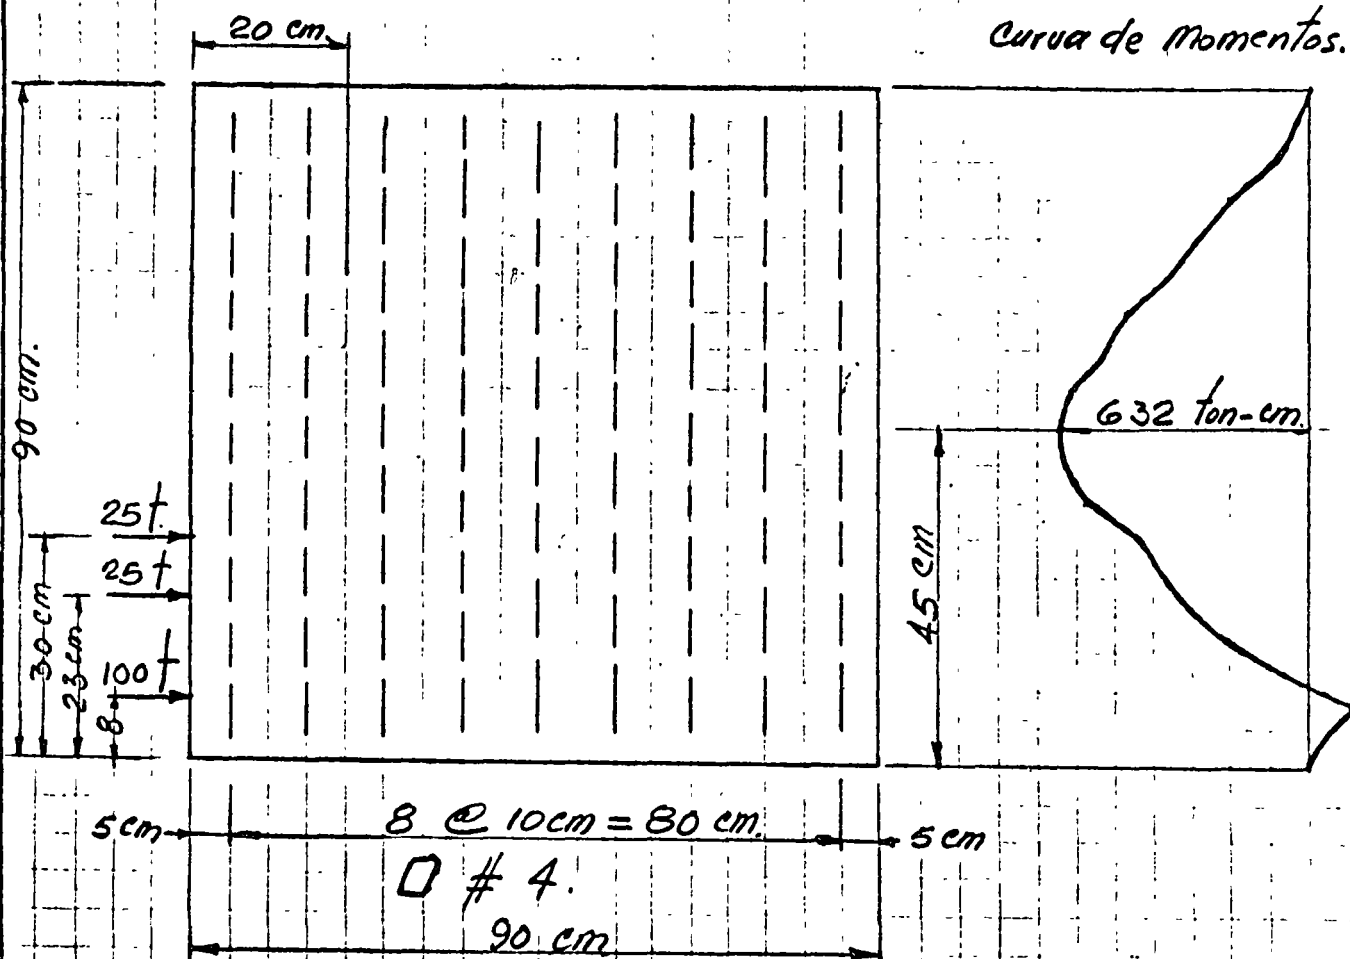 20 cm.
Curva de Momentos.
90 cm.
632 ton-cm.
25 t.
25 t
100 t
30 cm
23 cm
8
45 cm
5 cm
8 @ 10 cm = 80 cm.
5 cm
# 4.
90 cm